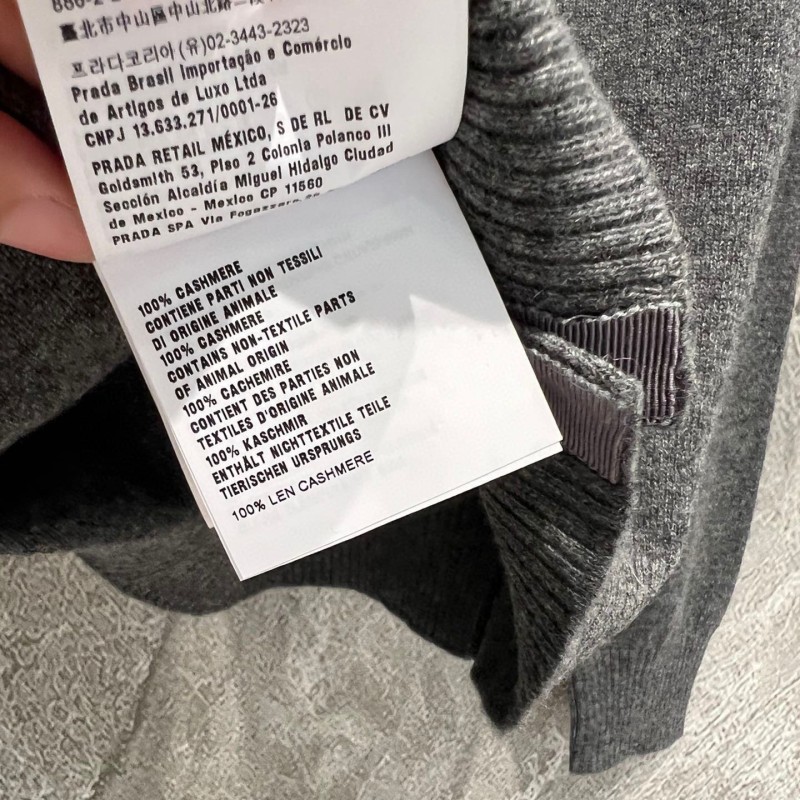 臺北市中山區中山北路二段
프라다코리아(유)02-3443-2323
Prada Brasil Importação e Comércio
de Artigos de Luxo Ltda
CNPJ 13.633.271/0001-26
PRADA RETAIL MÉXICO, S DE RL DE CV
Goldsmith 53, Piso 2 Colonia Polanco III
Sección Alcaldía Miguel Hidalgo Ciudad
de Mexico - Mexico CP 11560
PRADA SPA Via Fogazzaro
100% CASHMERE
CONTIENE PARTI NON TESSILI
DI ORIGINE ANIMALE
100% CASHMERE
CONTAINS NON-TEXTILE PARTS
OF ANIMAL ORIGIN
100% CACHEMIRE
CONTIENT DES PARTIES NON
TEXTILES D'ORIGINE ANIMALE
100% KASCHMIR
ENTHÄLT NICHTTEXTILE TEILE
TIERISCHEN URSPRUNGS
100% LEN CASHMERE